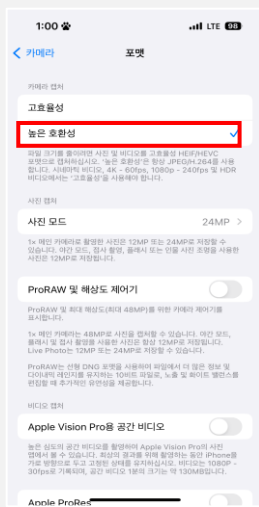 1:00
LTE 98
카메라
포맷
카메라 캡처
고효율성
높은 호환성
파일 크기를 줄이려면 사진 및 비디오를 고효율성 HEIF/HEVC
포맷으로 캡처하십시오. '높은 호환성'은 항상 JPEG/H.264를 사용
합니다. 시네마틱 비디오, 4K - 60fps, 1080p - 240fps 및 HDR
비디오에서는 '고효율성'을 사용해야 합니다.
사진 캡처
사진 모드
24MP
1x 메인 카메라로 촬영한 사진은 12MP 또는 24MP로 저장할 수
있습니다. 야간 모드, 접사 촬영, 플래시 또는 인물 사진 조명을 사용한
사진은 12MP로 저장됩니다.
ProRAW 및 해상도 제어기
ProRAW 및 최대 해상도(최대 48MP)를 위한 카메라 제어기를
표시합니다.
1x 메인 카메라는 48MP로 사진을 캡처할 수 있습니다. 야간 모드,
플래시 및 접사 촬영을 사용한 사진은 항상 12MP로 저장됩니다.
Live Photo는 12MP 또는 24MP로 저장할 수 있습니다.
ProRAW는 선형 DNG 포맷을 사용하여 파일에서 더 많은 정보 및
다이내믹 레인지를 유지하는 10비트 파일로, 노출 및 화이트 밸런스를
편집할 때 추가적인 유연성을 제공합니다.
비디오 캡처
Apple Vision Pro용 공간 비디오
높은 심도의 공간 비디오를 촬영하여 Apple Vision Pro의 사진
앱에서 볼 수 있습니다. 최상의 결과를 위해 촬영하는 동안 iPhone을
가로 방향으로 두고 고정된 상태를 유지하십시오. 비디오는 1080P -
30fps로 기록되며, 공간 비디오 1분의 크기는 약 130MB입니다.
Apple ProRes